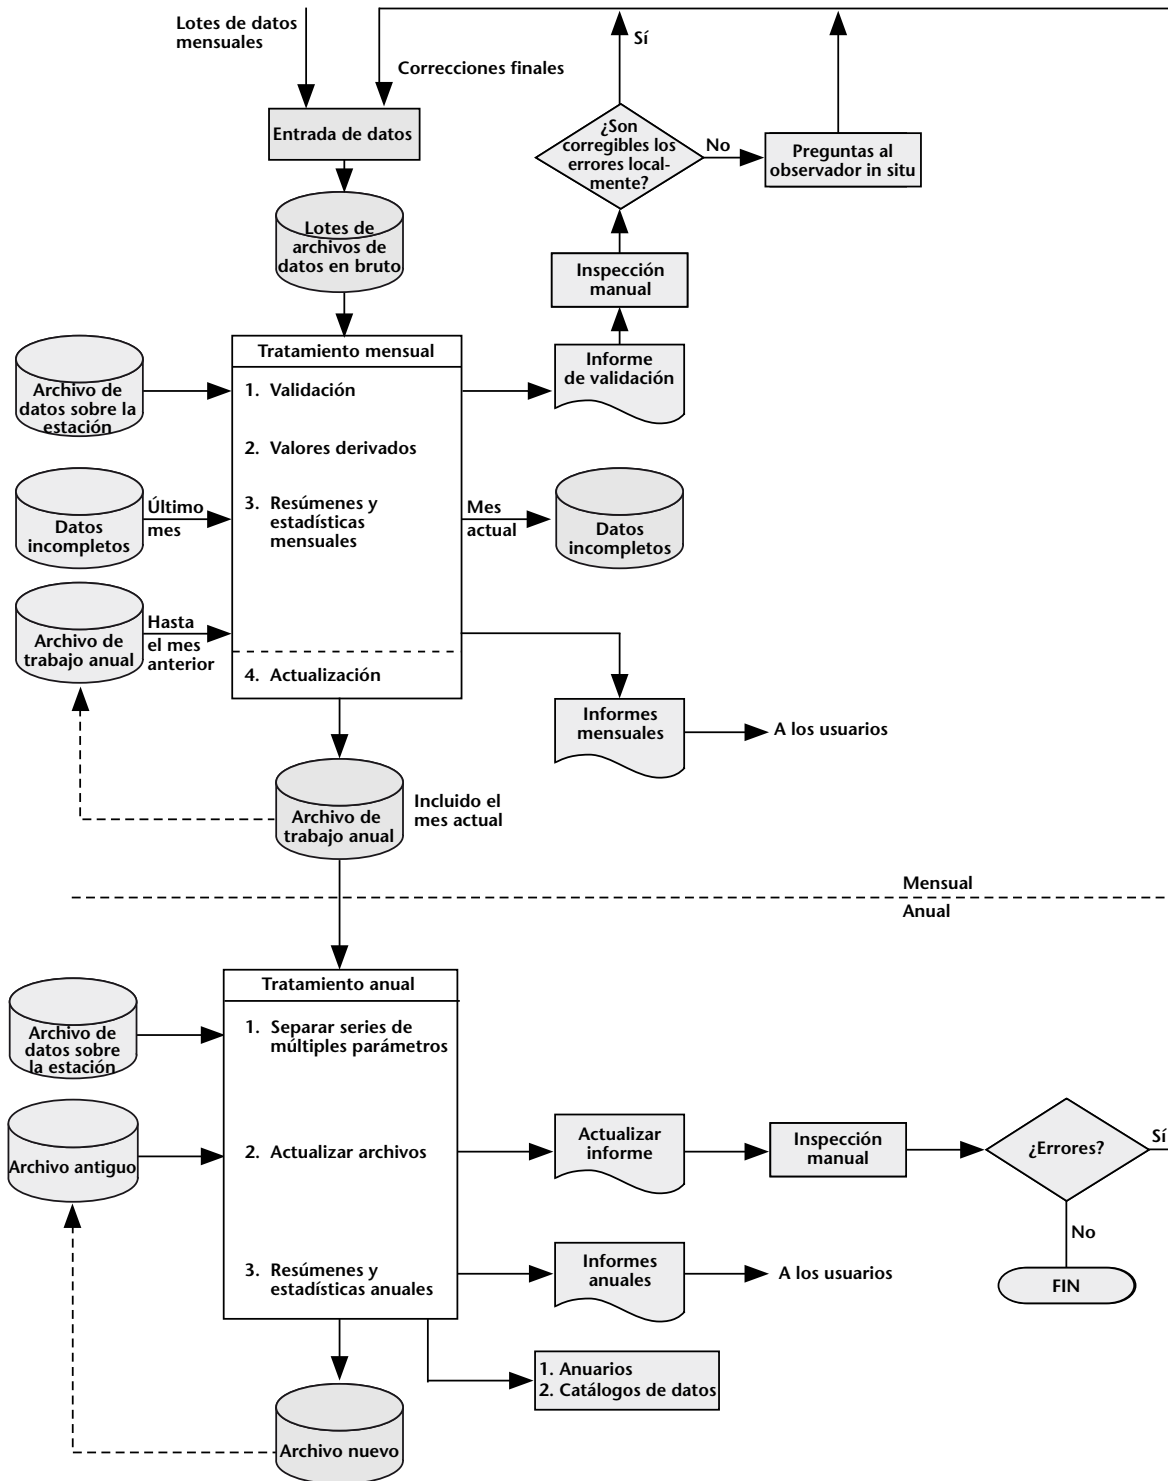 Lotes de datos
mensuales
Correcciones finales
Sí
Entrada de datos
¿Son
corregibles los
errores local-
mente?
No
Preguntas al
observador in situ
Lotes de
archivos de
datos en bruto
Inspección
manual
Tratamiento mensual
Informe
de validación
Archivo de
datos sobre la
estación
1. Validación
2. Valores derivados
Datos
incompletos
Último
mes
3. Resúmenes y
estadísticas
mensuales
Mes
actual
Datos
incompletos
Archivo de
trabajo anual
Hasta
el mes
anterior
4. Actualización
Informes
mensuales
A los usuarios
Archivo de
trabajo anual
Incluido el
mes actual
Mensual
Anual
Tratamiento anual
Archivo de
datos sobre
la estación
1. Separar series de
múltiples parámetros
Archivo antiguo
2. Actualizar archivos
Actualizar
informe
Inspección
manual
¿Errores?
Sí
No
3. Resúmenes y
estadísticas anuales
Informes
anuales
A los usuarios
FIN
1. Anuarios
2. Catálogos de datos
Archivo nuevo